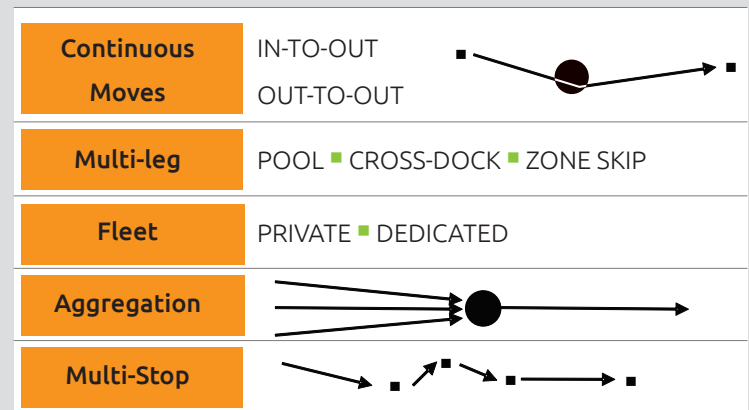 Continuous
Moves
IN-TO-OUT
OUT-TO-OUT
Multi-leg
POOL ▪ CROSS-DOCK ▪ ZONE SKIP
Fleet
PRIVATE ▪ DEDICATED
Aggregation
Multi-Stop